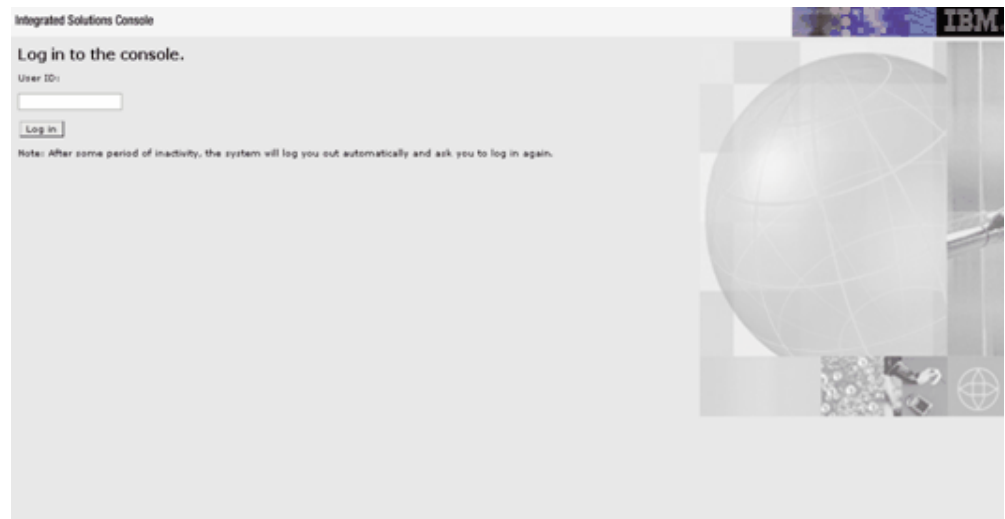 Integrated Solutions Console
IBM.
Log in to the console.
User ID:
Log in
Note: After some period of inactivity, the system will log you out automatically and ask you to log in again.